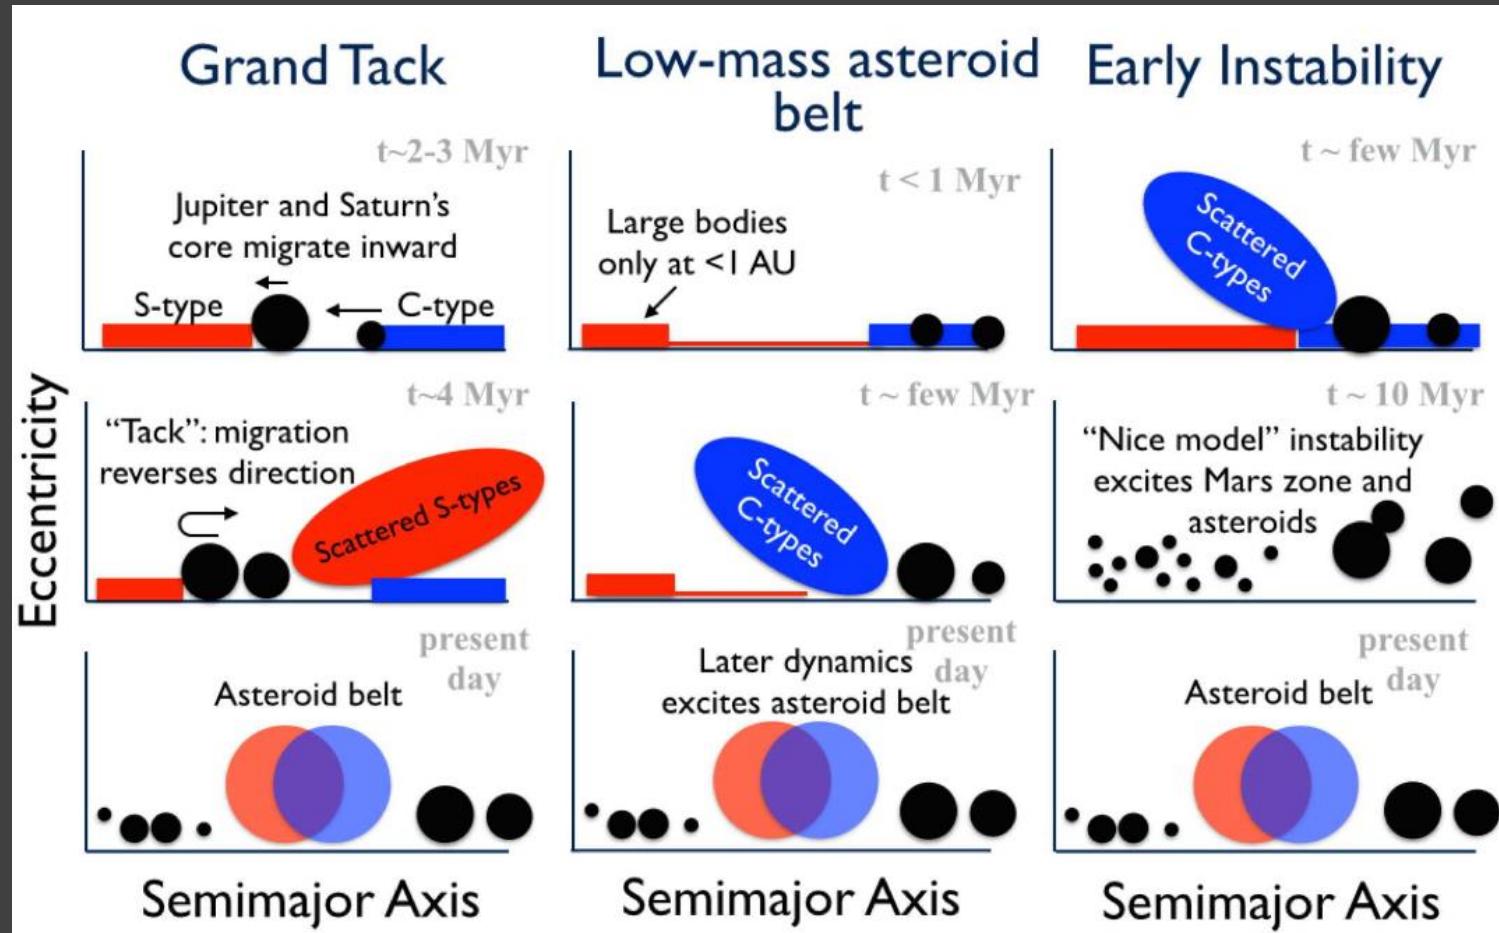 Grand Tack
Low-mass asteroid
belt
Early Instability
Eccentricity
t~2-3 Myr
Jupiter and Saturn's
core migrate inward
S-type
C-type
t < 1 Myr
Large bodies
only at <1 AU
t ~ few Myr
Scattered
C-types
t~4 Myr
“Tack”: migration
reverses direction
Scattered S-types
t ~ few Myr
Scattered
C-types
t ~ 10 Myr
“Nice model” instability
excites Mars zone and
asteroids
present
day
Asteroid belt
present
day
Later dynamics
excites asteroid belt
present
day
Asteroid belt
Semimajor Axis
Semimajor Axis
Semimajor Axis